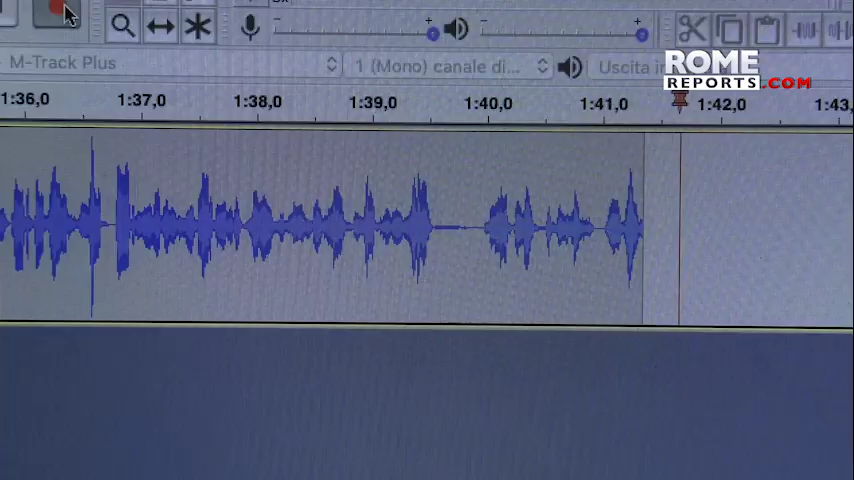 M-Track Plus 1 (Mono) canale di... Uscita in
ROME
REPORTS.COM
1:36,0 1:37,0 1:38,0 1:39,0 1:40,0 1:41,0 1:42,0 1:43,